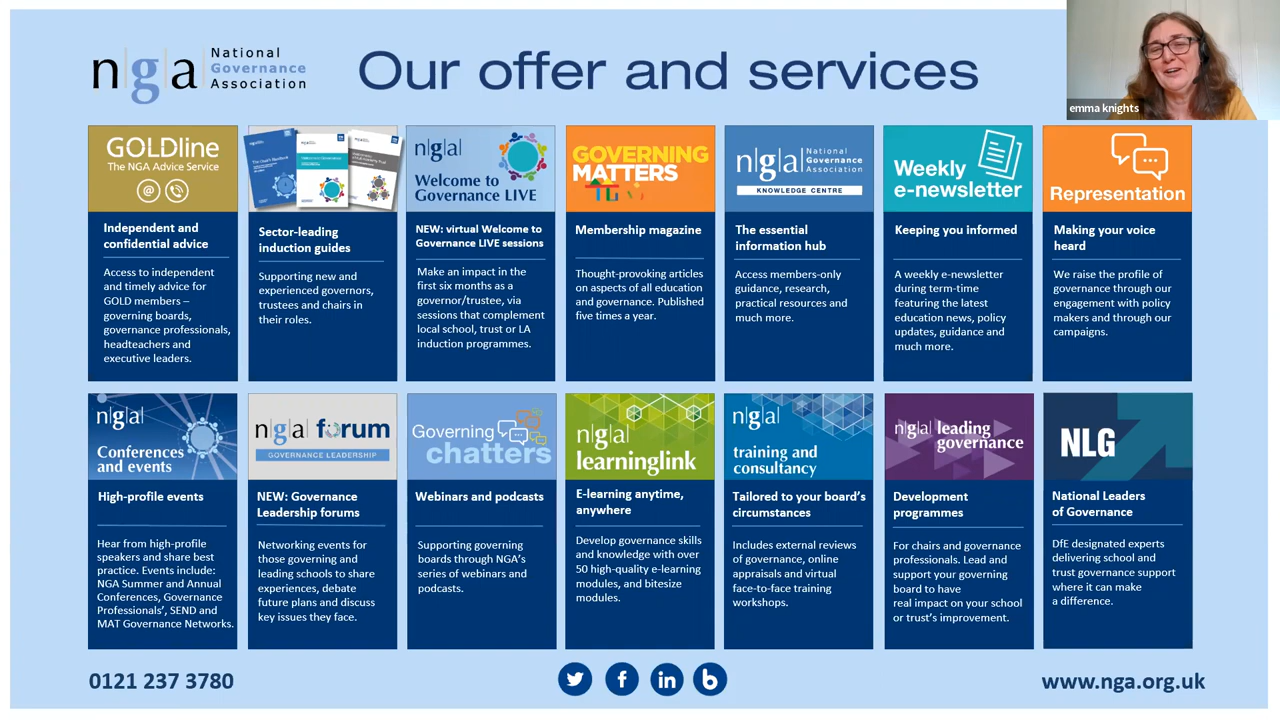 n|g|a National
Governance
Association
Our offer and services
emma knights
GOLDline
The NGA Advice Service
Independent and
confidential advice
Access to independent
and timely advice for
GOLD members –
governing boards,
governance professionals,
headteachers and
executive leaders.
Sector-leading
induction guides
Supporting new and
experienced governors,
trustees and chairs in
their roles.
n|g|a|
Welcome to
Governance LIVE
NEW: virtual Welcome to
Governance LIVE sessions
Make an impact in the
first six months as a
governor/trustee, via
sessions that complement
local school, trust or LA
induction programmes.
GOVERNING
MATTERS
Membership magazine
Thought-provoking articles
on aspects of all education
and governance. Published
five times a year.
n|g|a| National
Governance
Association
KNOWLEDGE CENTRE
The essential
information hub
Access members-only
guidance, research,
practical resources and
much more.
Weekly
e-newsletter
Keeping you informed
A weekly e-newsletter
during term-time
featuring the latest
education news, policy
updates, guidance and
much more.
Representation
Making your voice
heard
We raise the profile of
governance through our
engagement with policy
makers and through our
campaigns.
n|g|a|
Conferences
and events
High-profile events
Hear from high-profile
speakers and share best
practice. Events include:
NGA Summer and Annual
Conferences, Governance
Professionals', SEND and
MAT Governance Networks.
n|g|a| forum
GOVERNANCE LEADERSHIP
NEW: Governance
Leadership forums
Networking events for
those governing and
leading schools to share
experiences, debate
future plans and discuss
key issues they face.
Governing
chatters
Webinars and podcasts
Supporting governing
boards through NGA's
series of webinars and
podcasts.
n|g|a|
learninglink
E-learning anytime,
anywhere
Develop governance skills
and knowledge with over
50 high-quality e-learning
modules, and bitesize
modules.
n|g|a|
training and
consultancy
Tailored to your board's
circumstances
Includes external reviews
of governance, online
appraisals and virtual
face-to-face training
workshops.
n|g|a| leading
governance
Development
programmes
For chairs and governance
professionals. Lead and
support your governing
board to have
real impact on your school
or trust's improvement.
NLG
National Leaders
of Governance
DfE designated experts
delivering school and
trust governance support
where it can make
a difference.
0121 237 3780
www.nga.org.uk